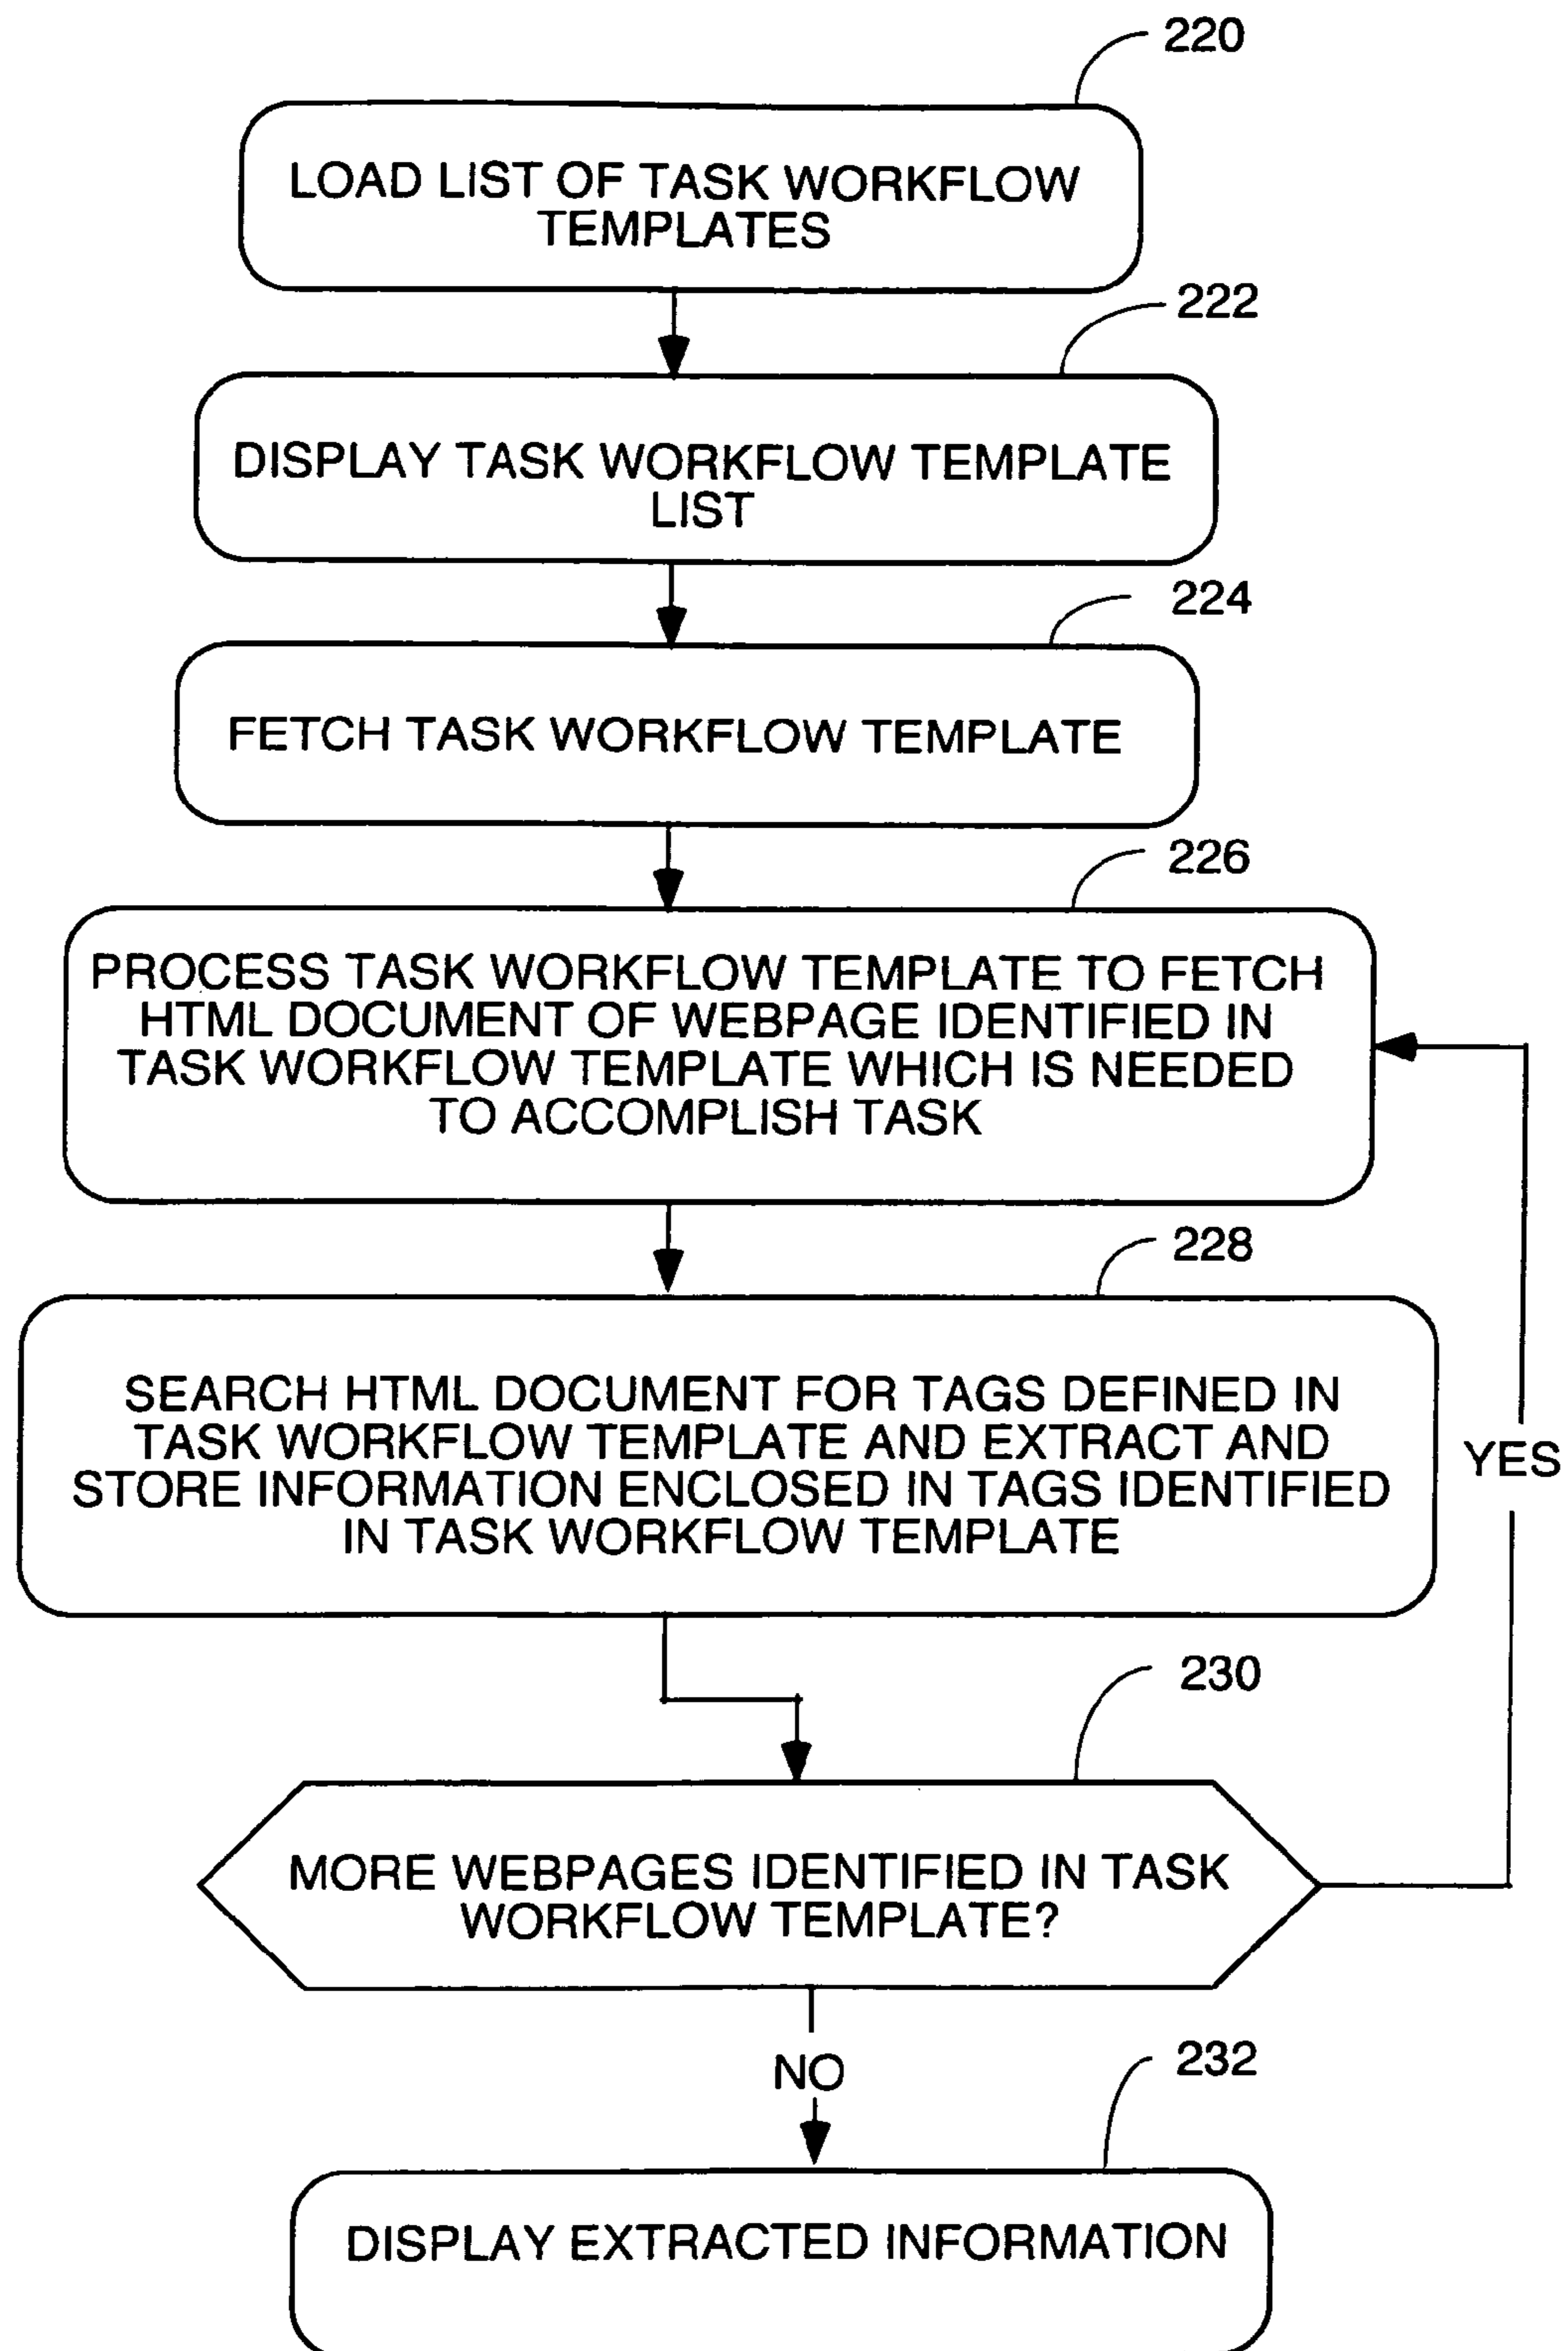 220
LOAD LIST OF TASK WORKFLOW
TEMPLATES
222
DISPLAY TASK WORKFLOW TEMPLATE
LIST
224
FETCH TASK WORKFLOW TEMPLATE
226
PROCESS TASK WORKFLOW TEMPLATE TO FETCH
HTML DOCUMENT OF WEBPAGE IDENTIFIED IN
TASK WORKFLOW TEMPLATE WHICH IS NEEDED
TO ACCOMPLISH TASK
228
SEARCH HTML DOCUMENT FOR TAGS DEFINED IN
TASK WORKFLOW TEMPLATE AND EXTRACT AND
STORE INFORMATION ENCLOSED IN TAGS IDENTIFIED
IN TASK WORKFLOW TEMPLATE
YES
230
MORE WEBPAGES IDENTIFIED IN TASK
WORKFLOW TEMPLATE?
NO
232
DISPLAY EXTRACTED INFORMATION